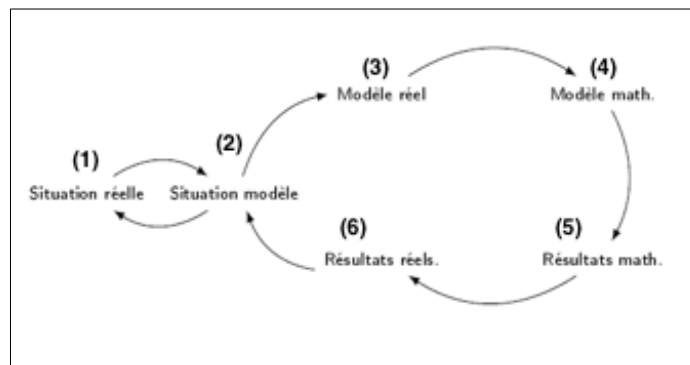 (3)
Modèle réel
(4)
Modèle math.
(1)
Situation réelle
(2)
Situation modèle
(6)
Résultats réels.
(5)
Résultats math.